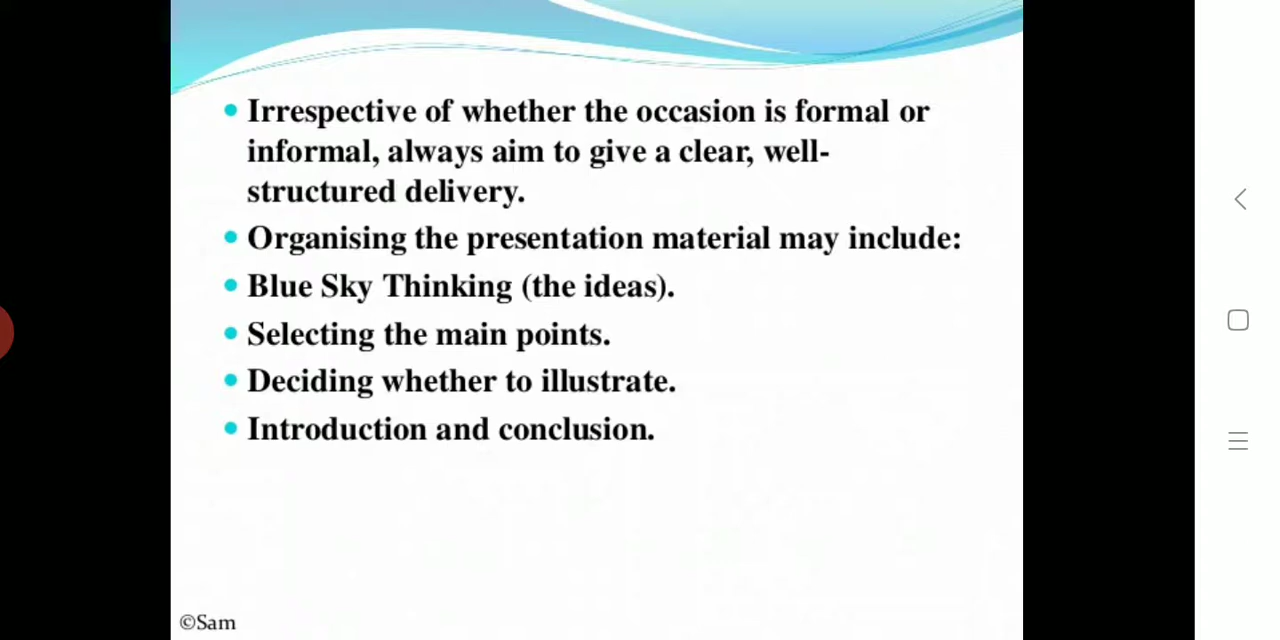 Irrespective of whether the occasion is formal or
informal, always aim to give a clear, well-
structured delivery.
Organising the presentation material may include:
Blue Sky Thinking (the ideas).
Selecting the main points.
Deciding whether to illustrate.
Introduction and conclusion.
©Sam